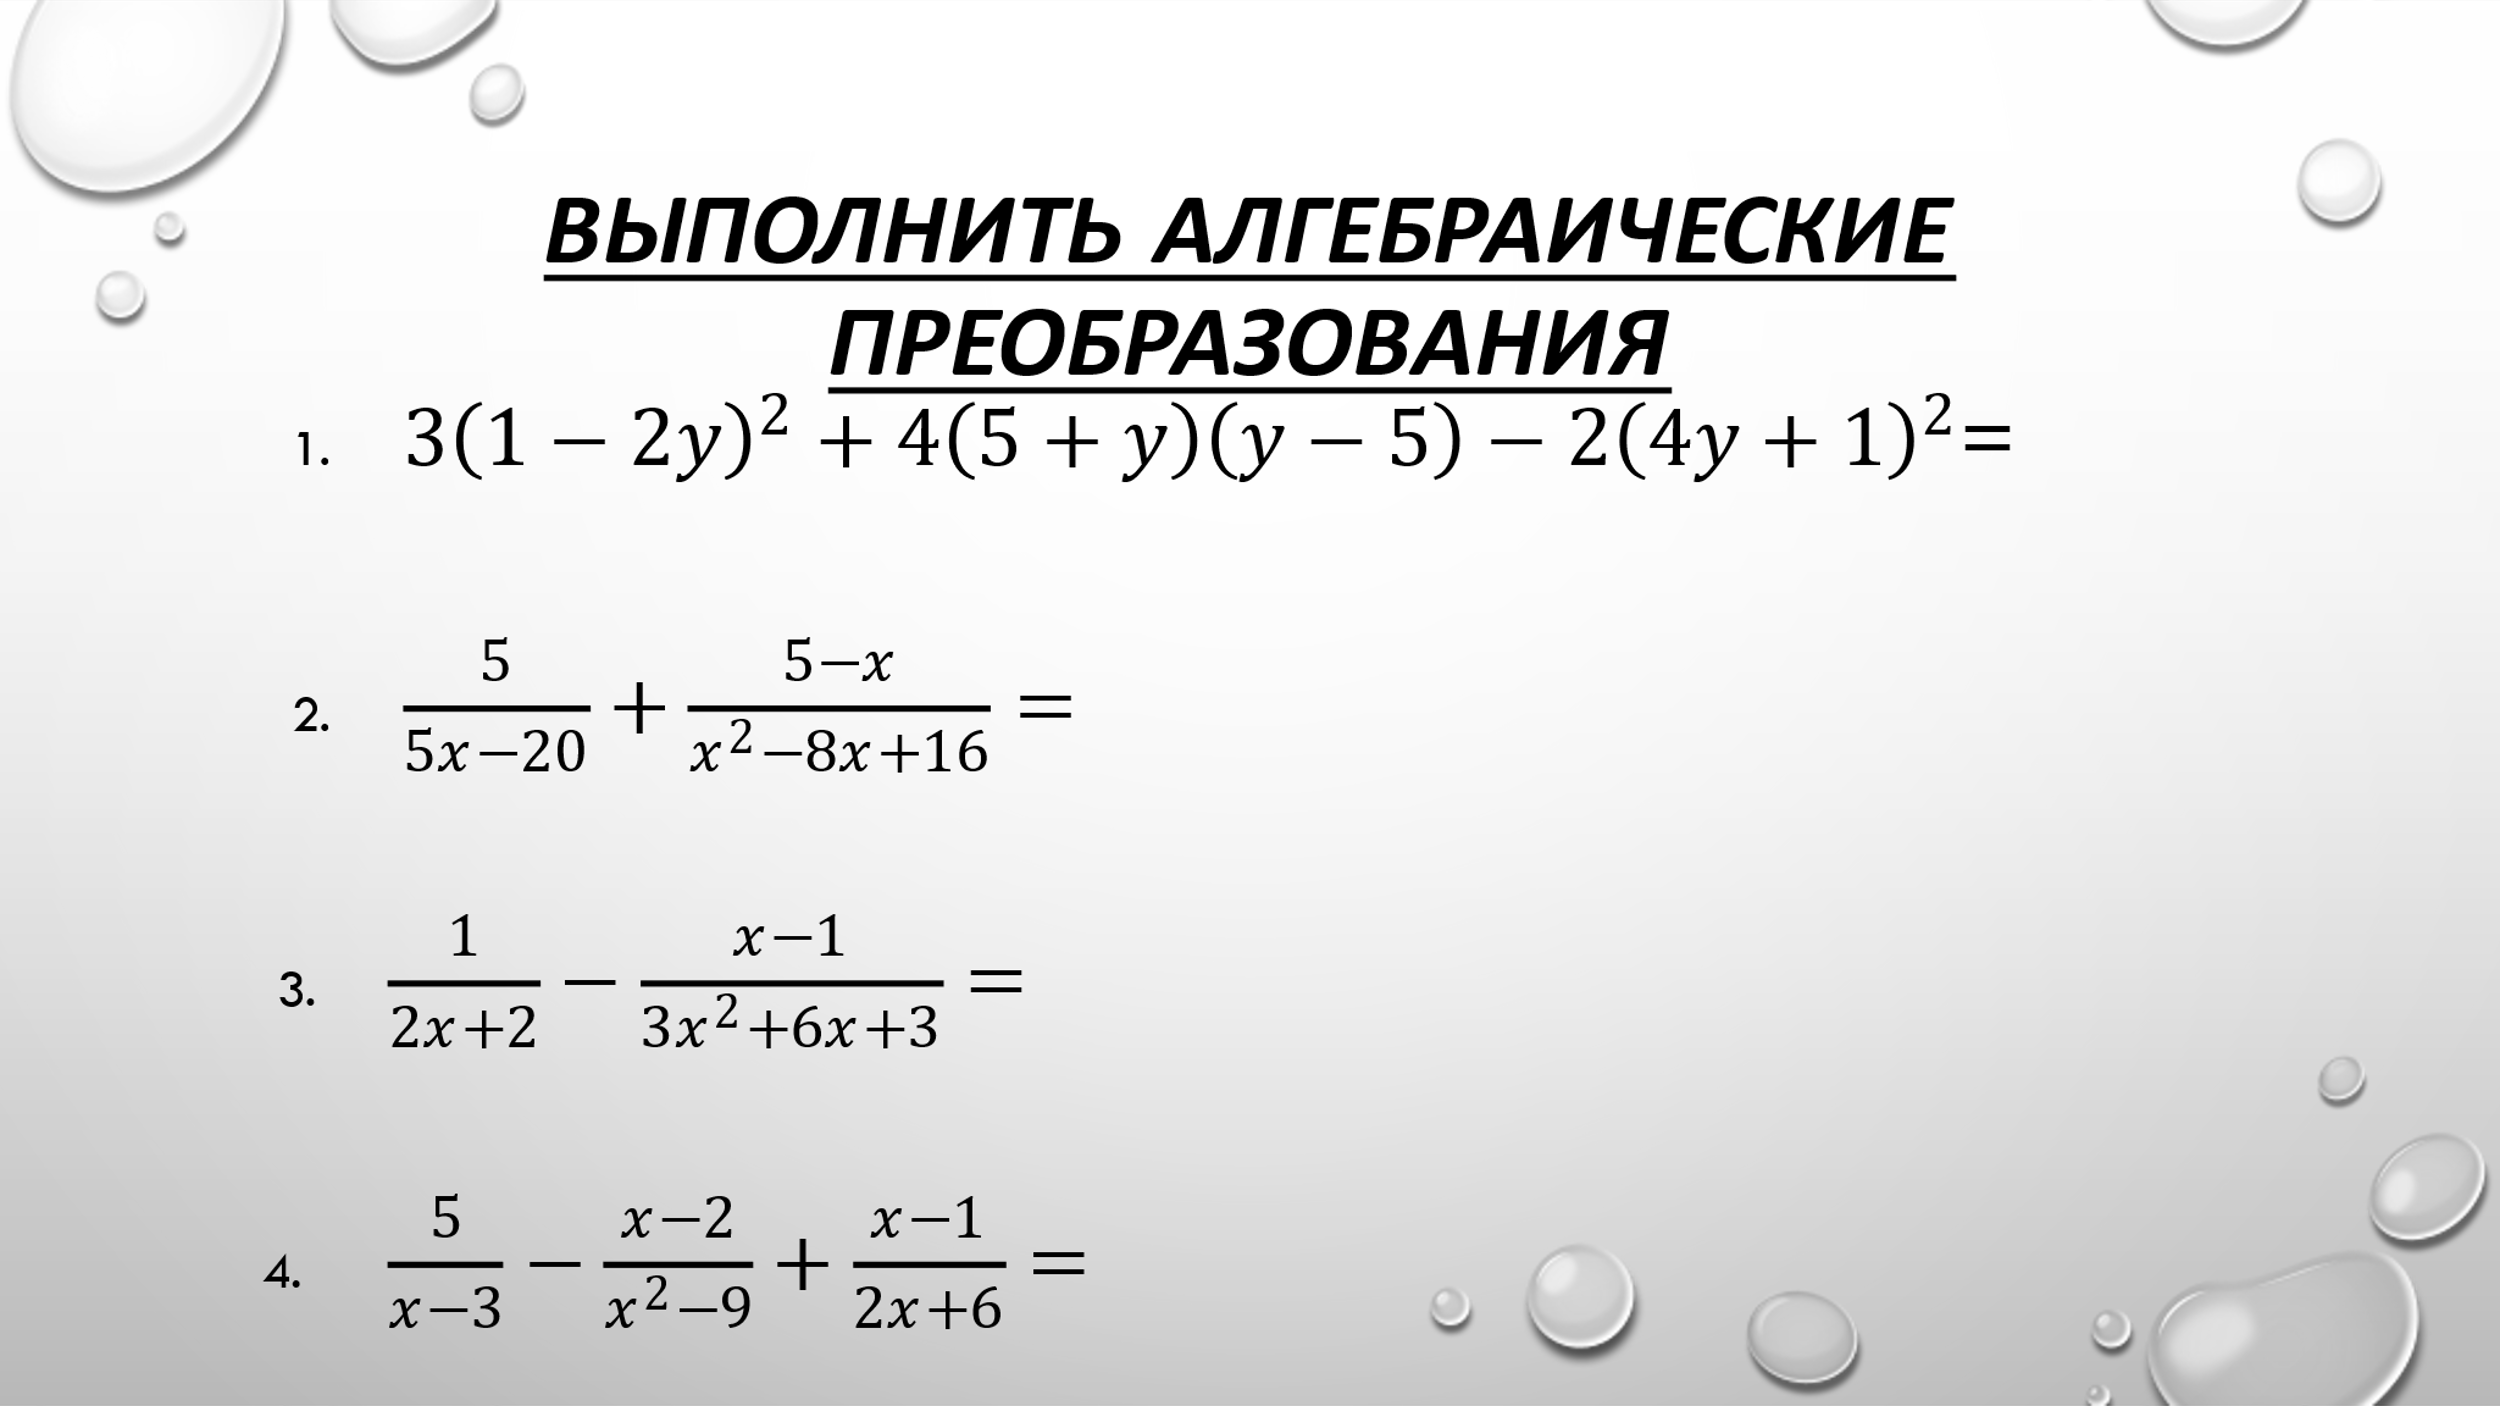 ВЫПОЛНИТЬ АЛГЕБРАИЧЕСКИЕ
ПРЕОБРАЗОВАНИЯ
1. 3(1 − 2y)² + 4(5 + y)(y − 5) − 2(4y + 1)²=
2. 5/(5x−20) + (5−x)/(x²−8x+16) =
3. 1/(2x+2) − (x−1)/(3x²+6x+3) =
4. 5/(x−3) − (x−2)/(x²−9) + (x−1)/(2x+6) =